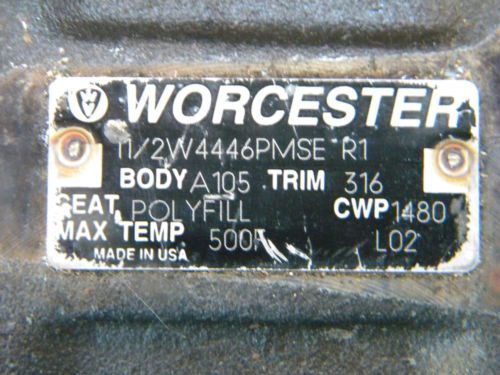 WORCESTER
11/2W4446PMSE R1
BODY A105 TRIM 316
SEAT POLYFILL CWP 1480
MAX TEMP 500F L02
MADE IN USA